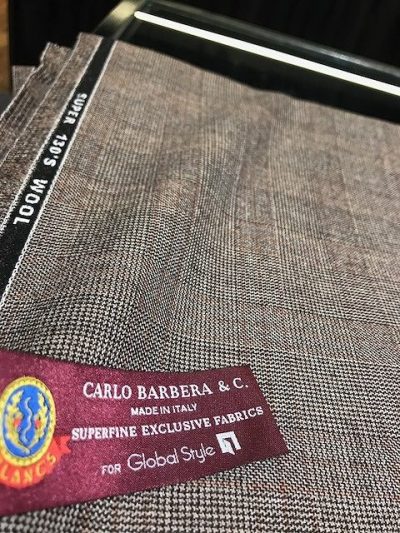 SUPER 130'S WOOL
CARLO BARBERA & C.
MADE IN ITALY
SUPERFINE EXCLUSIVE FABRICS
FOR Global Style